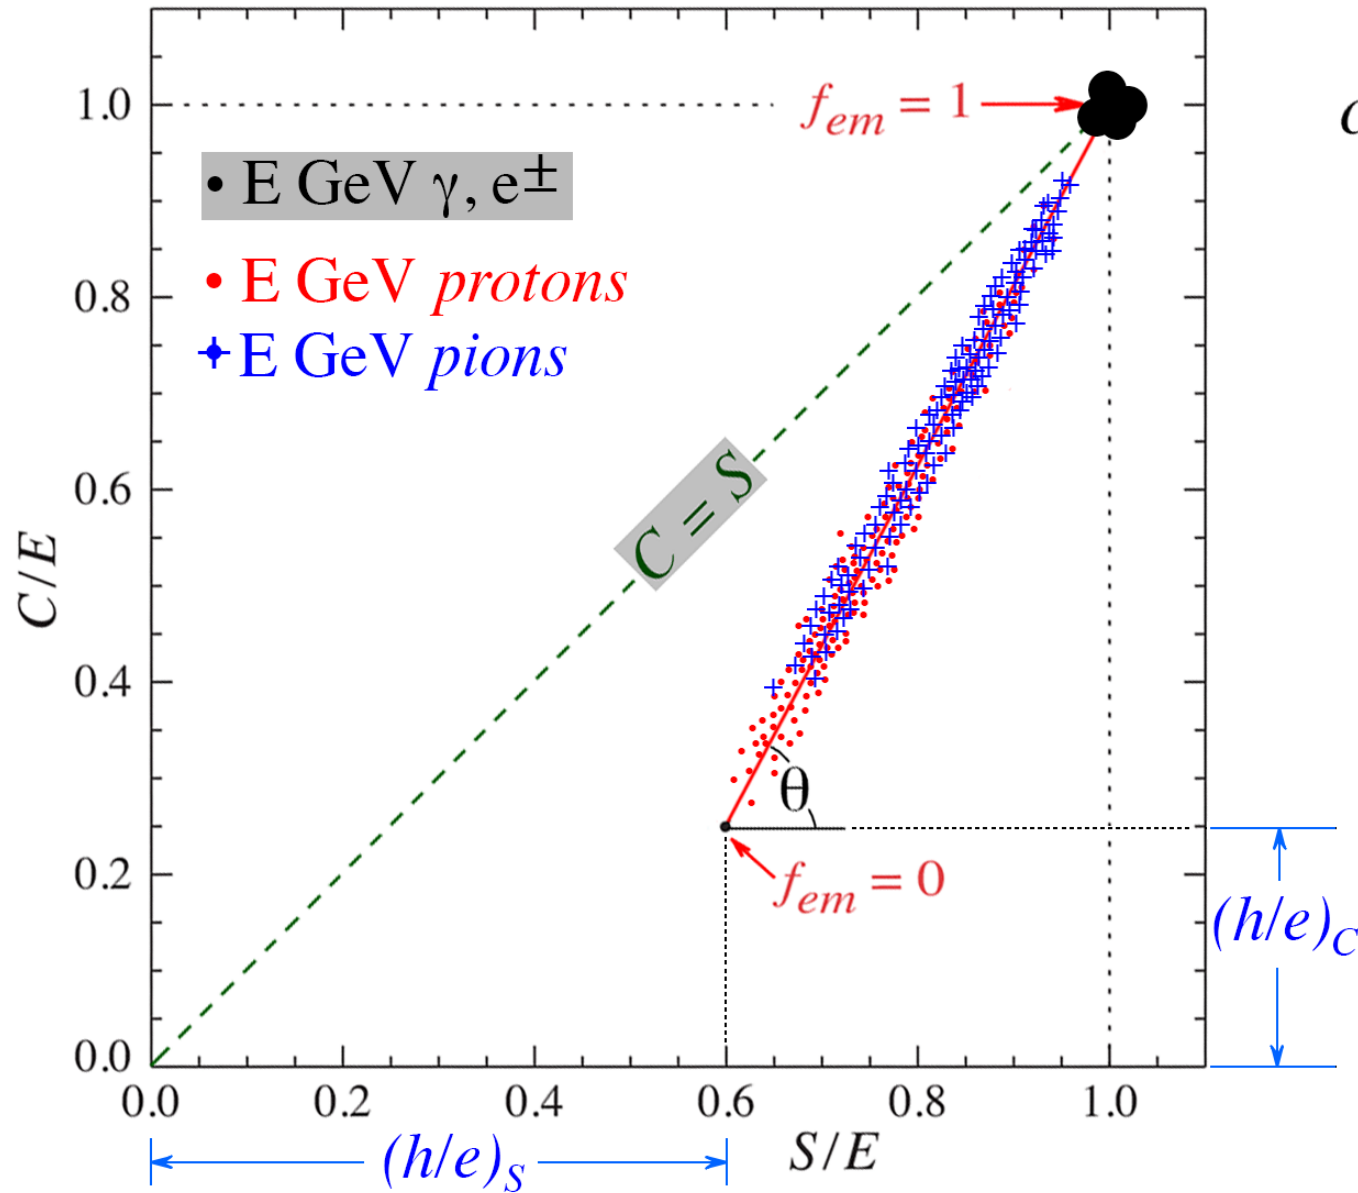 1.0
0.8
0.6
0.4
0.2
0.0
C/E
f_em = 1
• E GeV γ, e±
• E GeV protons
E GeV pions
C = S
θ
f_em = 0
(h/e)_C
0.0 0.2 0.4 0.6 0.8 1.0
(h/e)_S
S/E
C